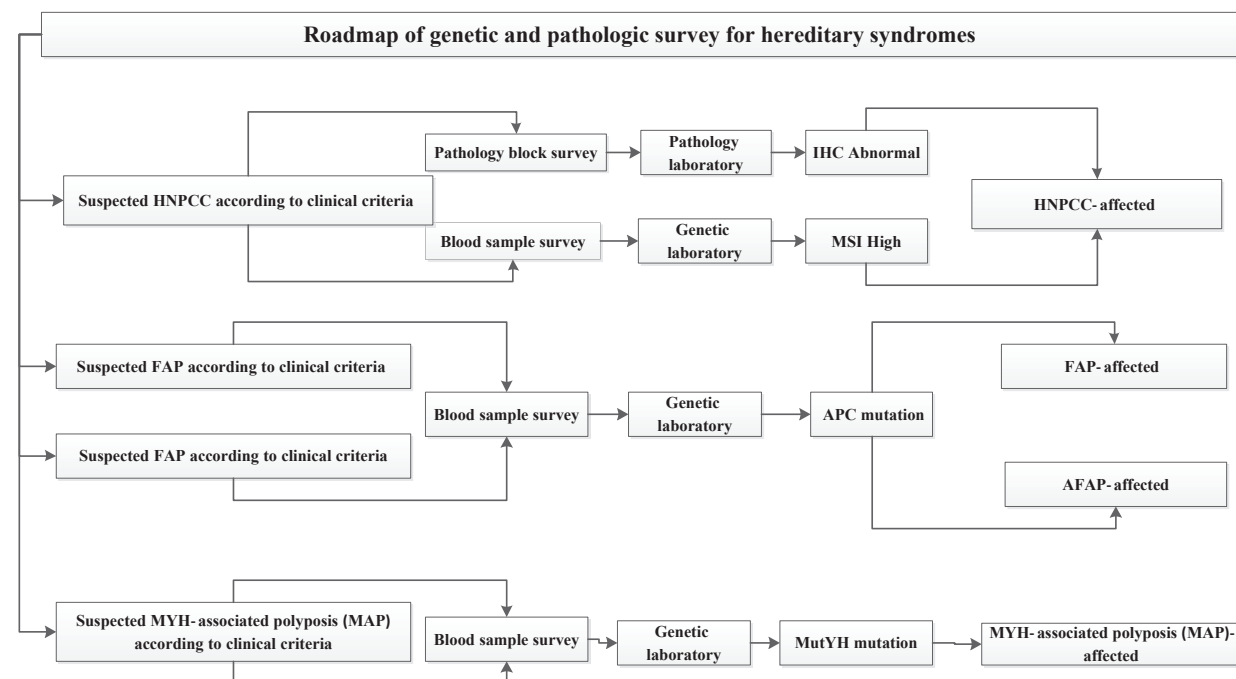 Roadmap of genetic and pathologic survey for hereditary syndromes
Pathology block survey
Pathology
laboratory
IHC Abnormal
Suspected HNPCC according to clinical criteria
HNPCC- affected
Blood sample survey
Genetic
laboratory
MSI High
Suspected FAP according to clinical criteria
FAP- affected
Blood sample survey
Genetic
laboratory
APC mutation
Suspected FAP according to clinical criteria
AFAP- affected
Suspected MYH- associated polyposis (MAP)
according to clinical criteria
Blood sample survey
Genetic
laboratory
MutYH mutation
MYH- associated polyposis (MAP)-
affected